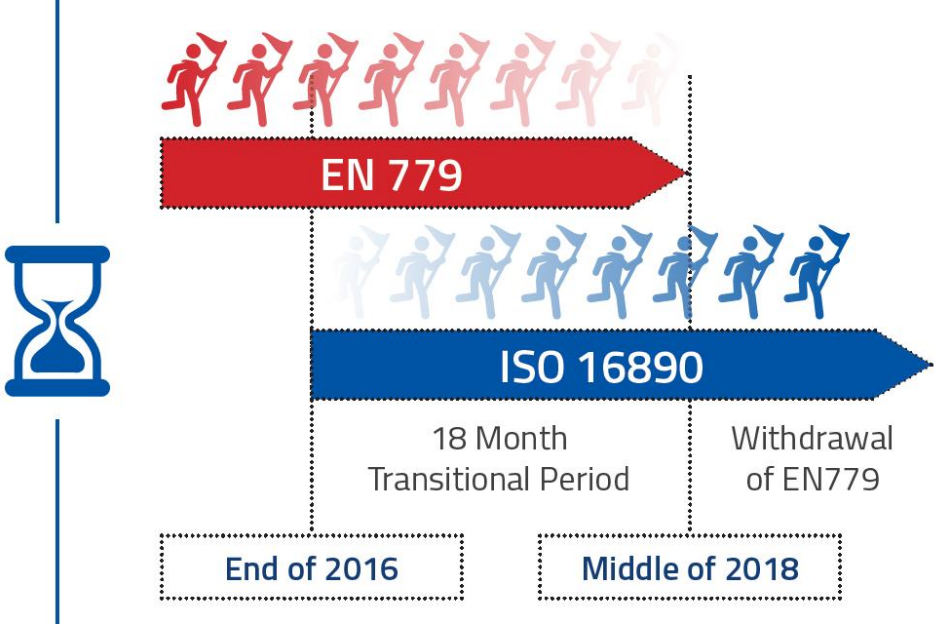 EN 779
ISO 16890
18 Month
Transitional Period
Withdrawal
of EN779
End of 2016
Middle of 2018